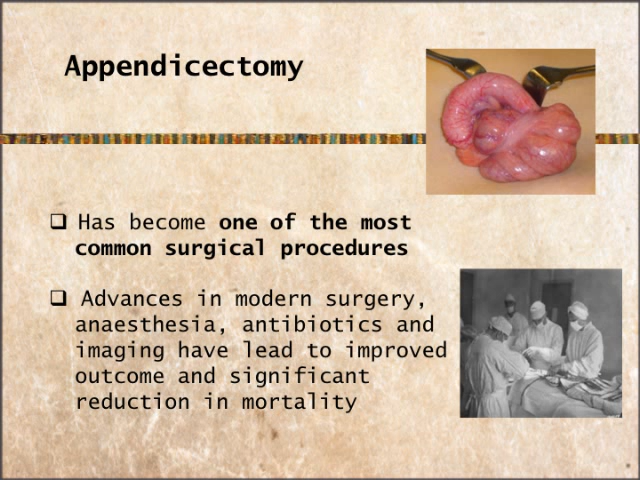 Appendicectomy
❑ Has become one of the most
common surgical procedures
❑ Advances in modern surgery,
anaesthesia, antibiotics and
imaging have lead to improved
outcome and significant
reduction in mortality